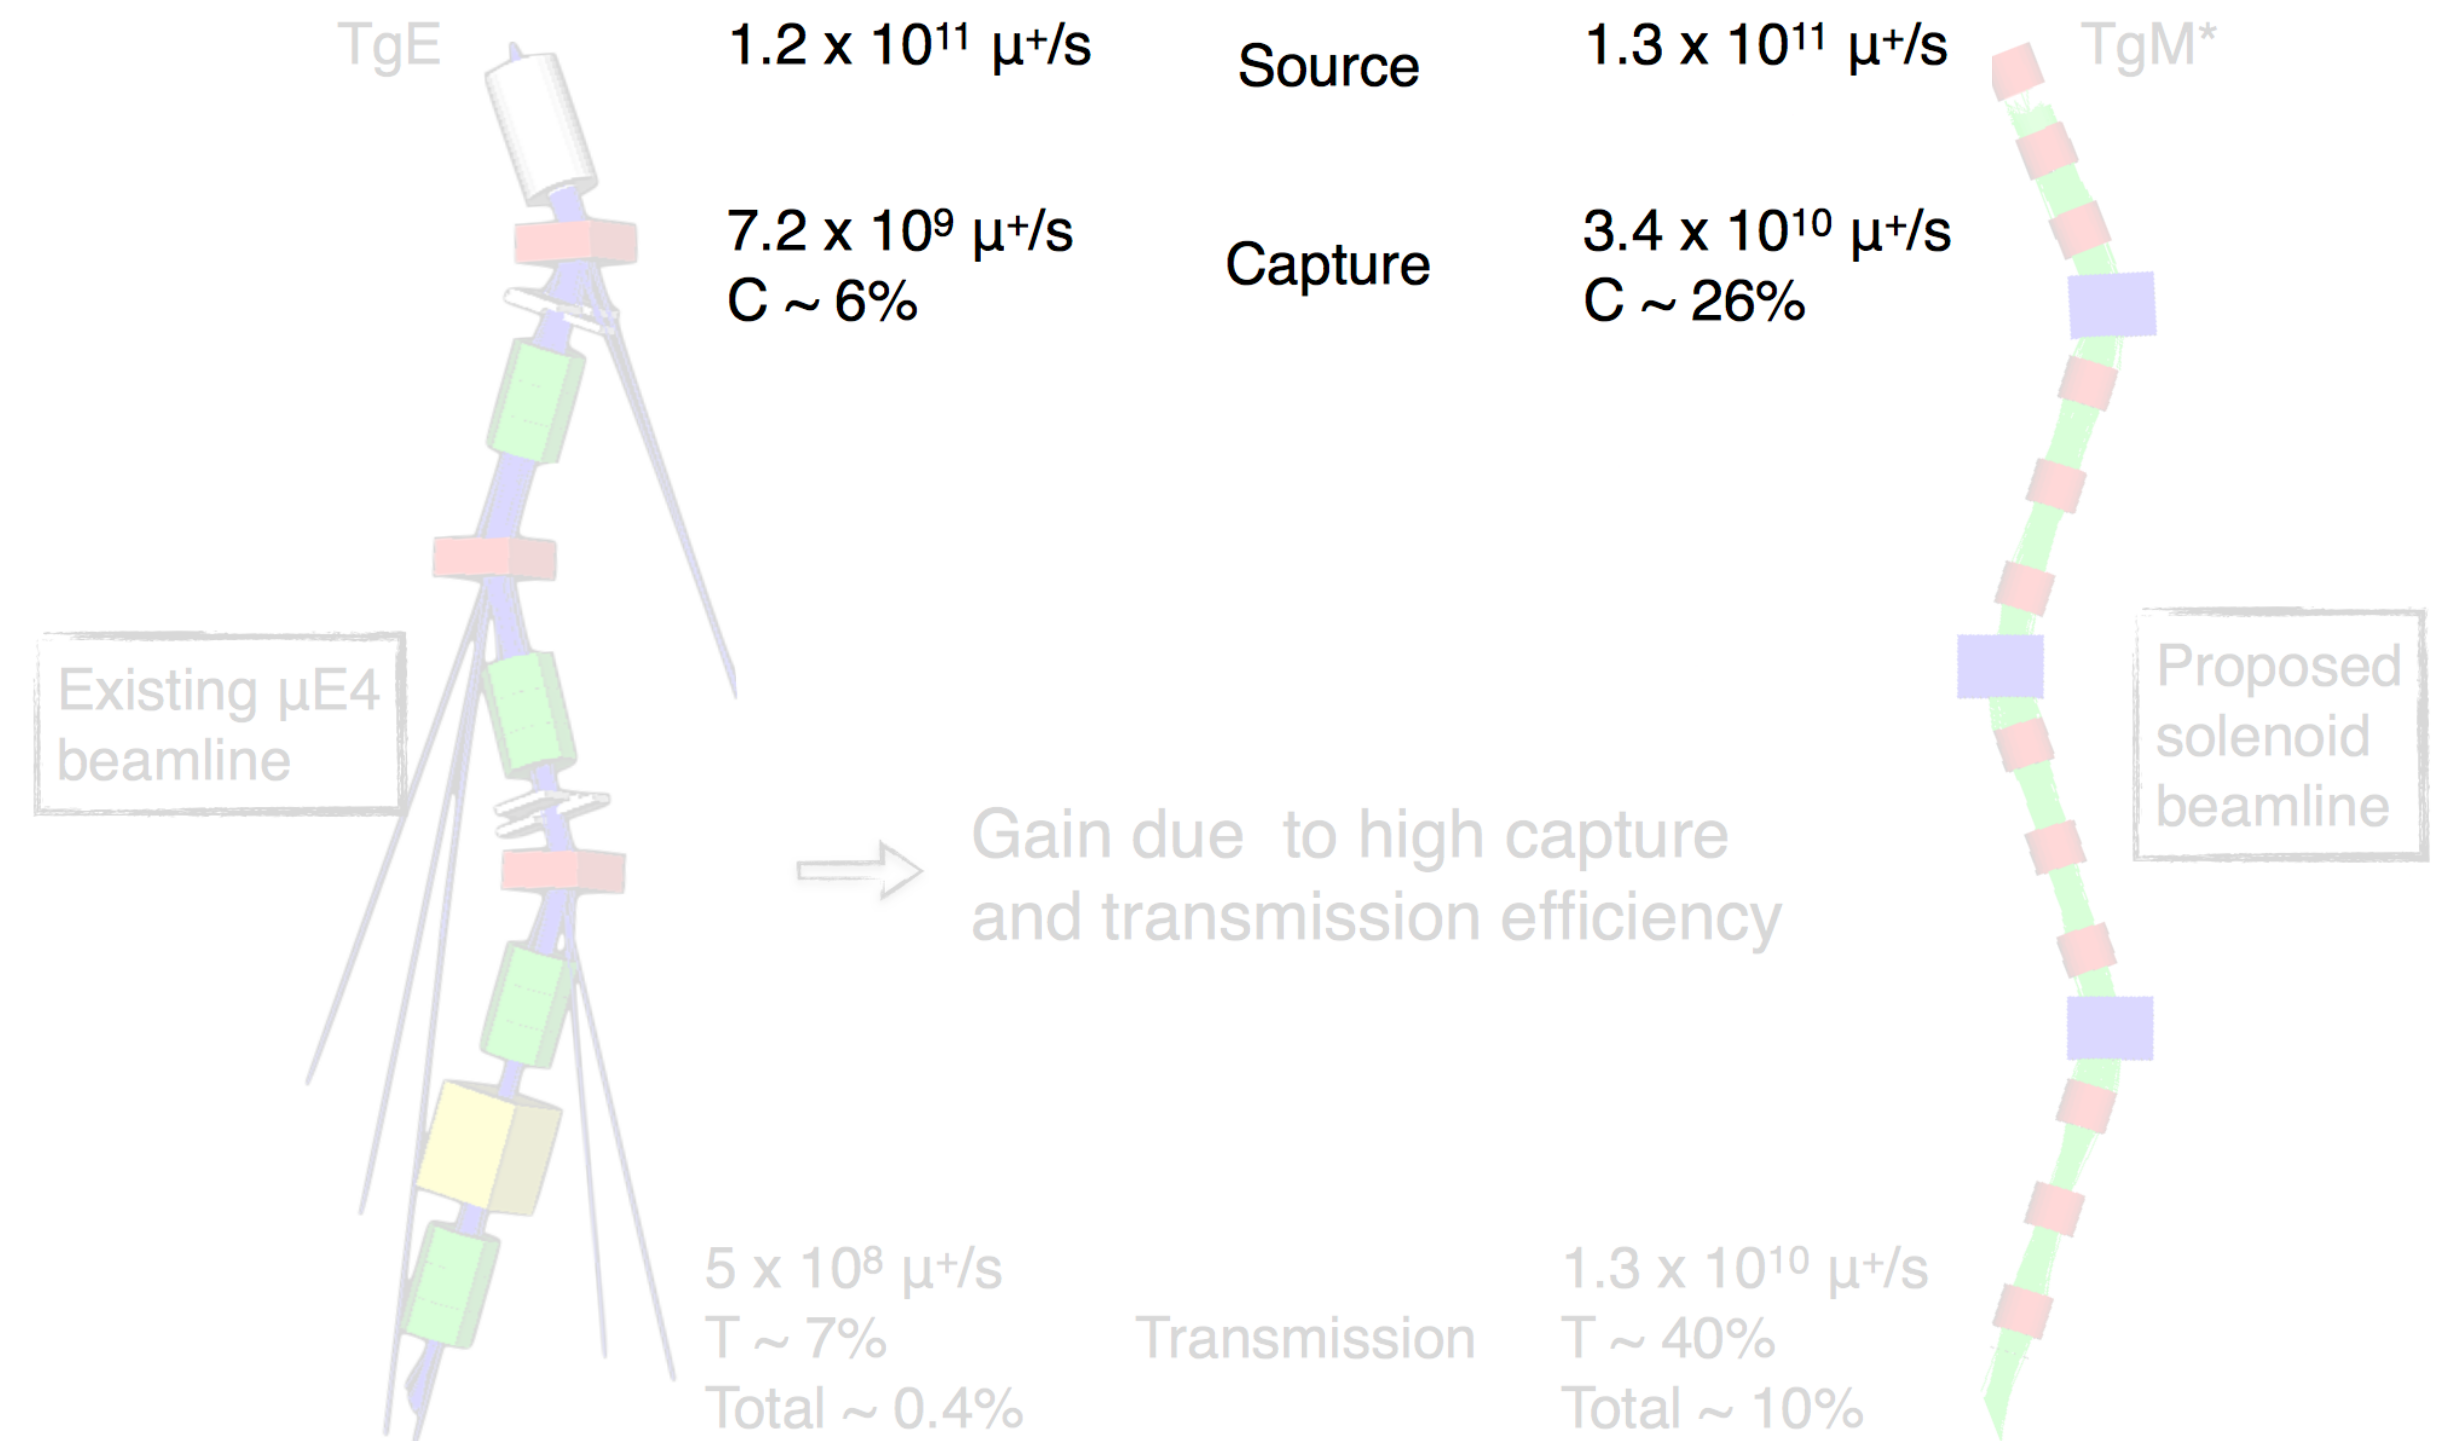 TgE
1.2 x 10¹¹ μ⁺/s
Source
1.3 x 10¹¹ μ⁺/s
TgM*
7.2 x 10⁹ μ⁺/s
C ~ 6%
Capture
3.4 x 10¹⁰ μ⁺/s
C ~ 26%
Existing μE4
beamline
Proposed
solenoid
beamline
Gain due to high capture
and transmission efficiency
5 x 10⁸ μ⁺/s
T ~ 7%
Total ~ 0.4%
Transmission
1.3 x 10¹⁰ μ⁺/s
T ~ 40%
Total ~ 10%